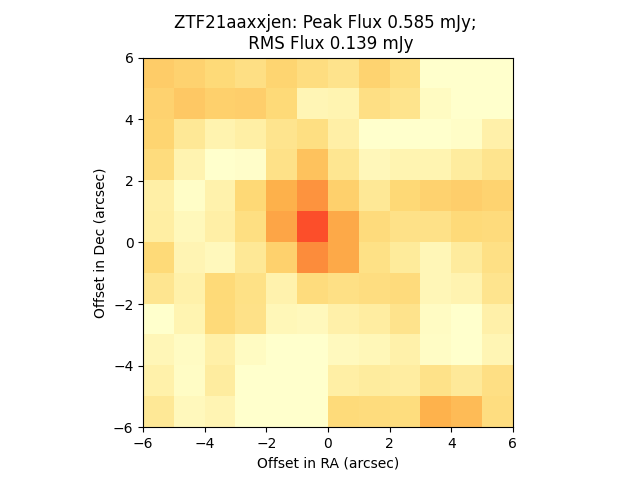 ZTF21aaxxjen: Peak Flux 0.585 mJy;
RMS Flux 0.139 mJy
6
4
2
0
−2
−4
−6
Offset in Dec (arcsec)
−6 −4 −2 0 2 4 6
Offset in RA (arcsec)